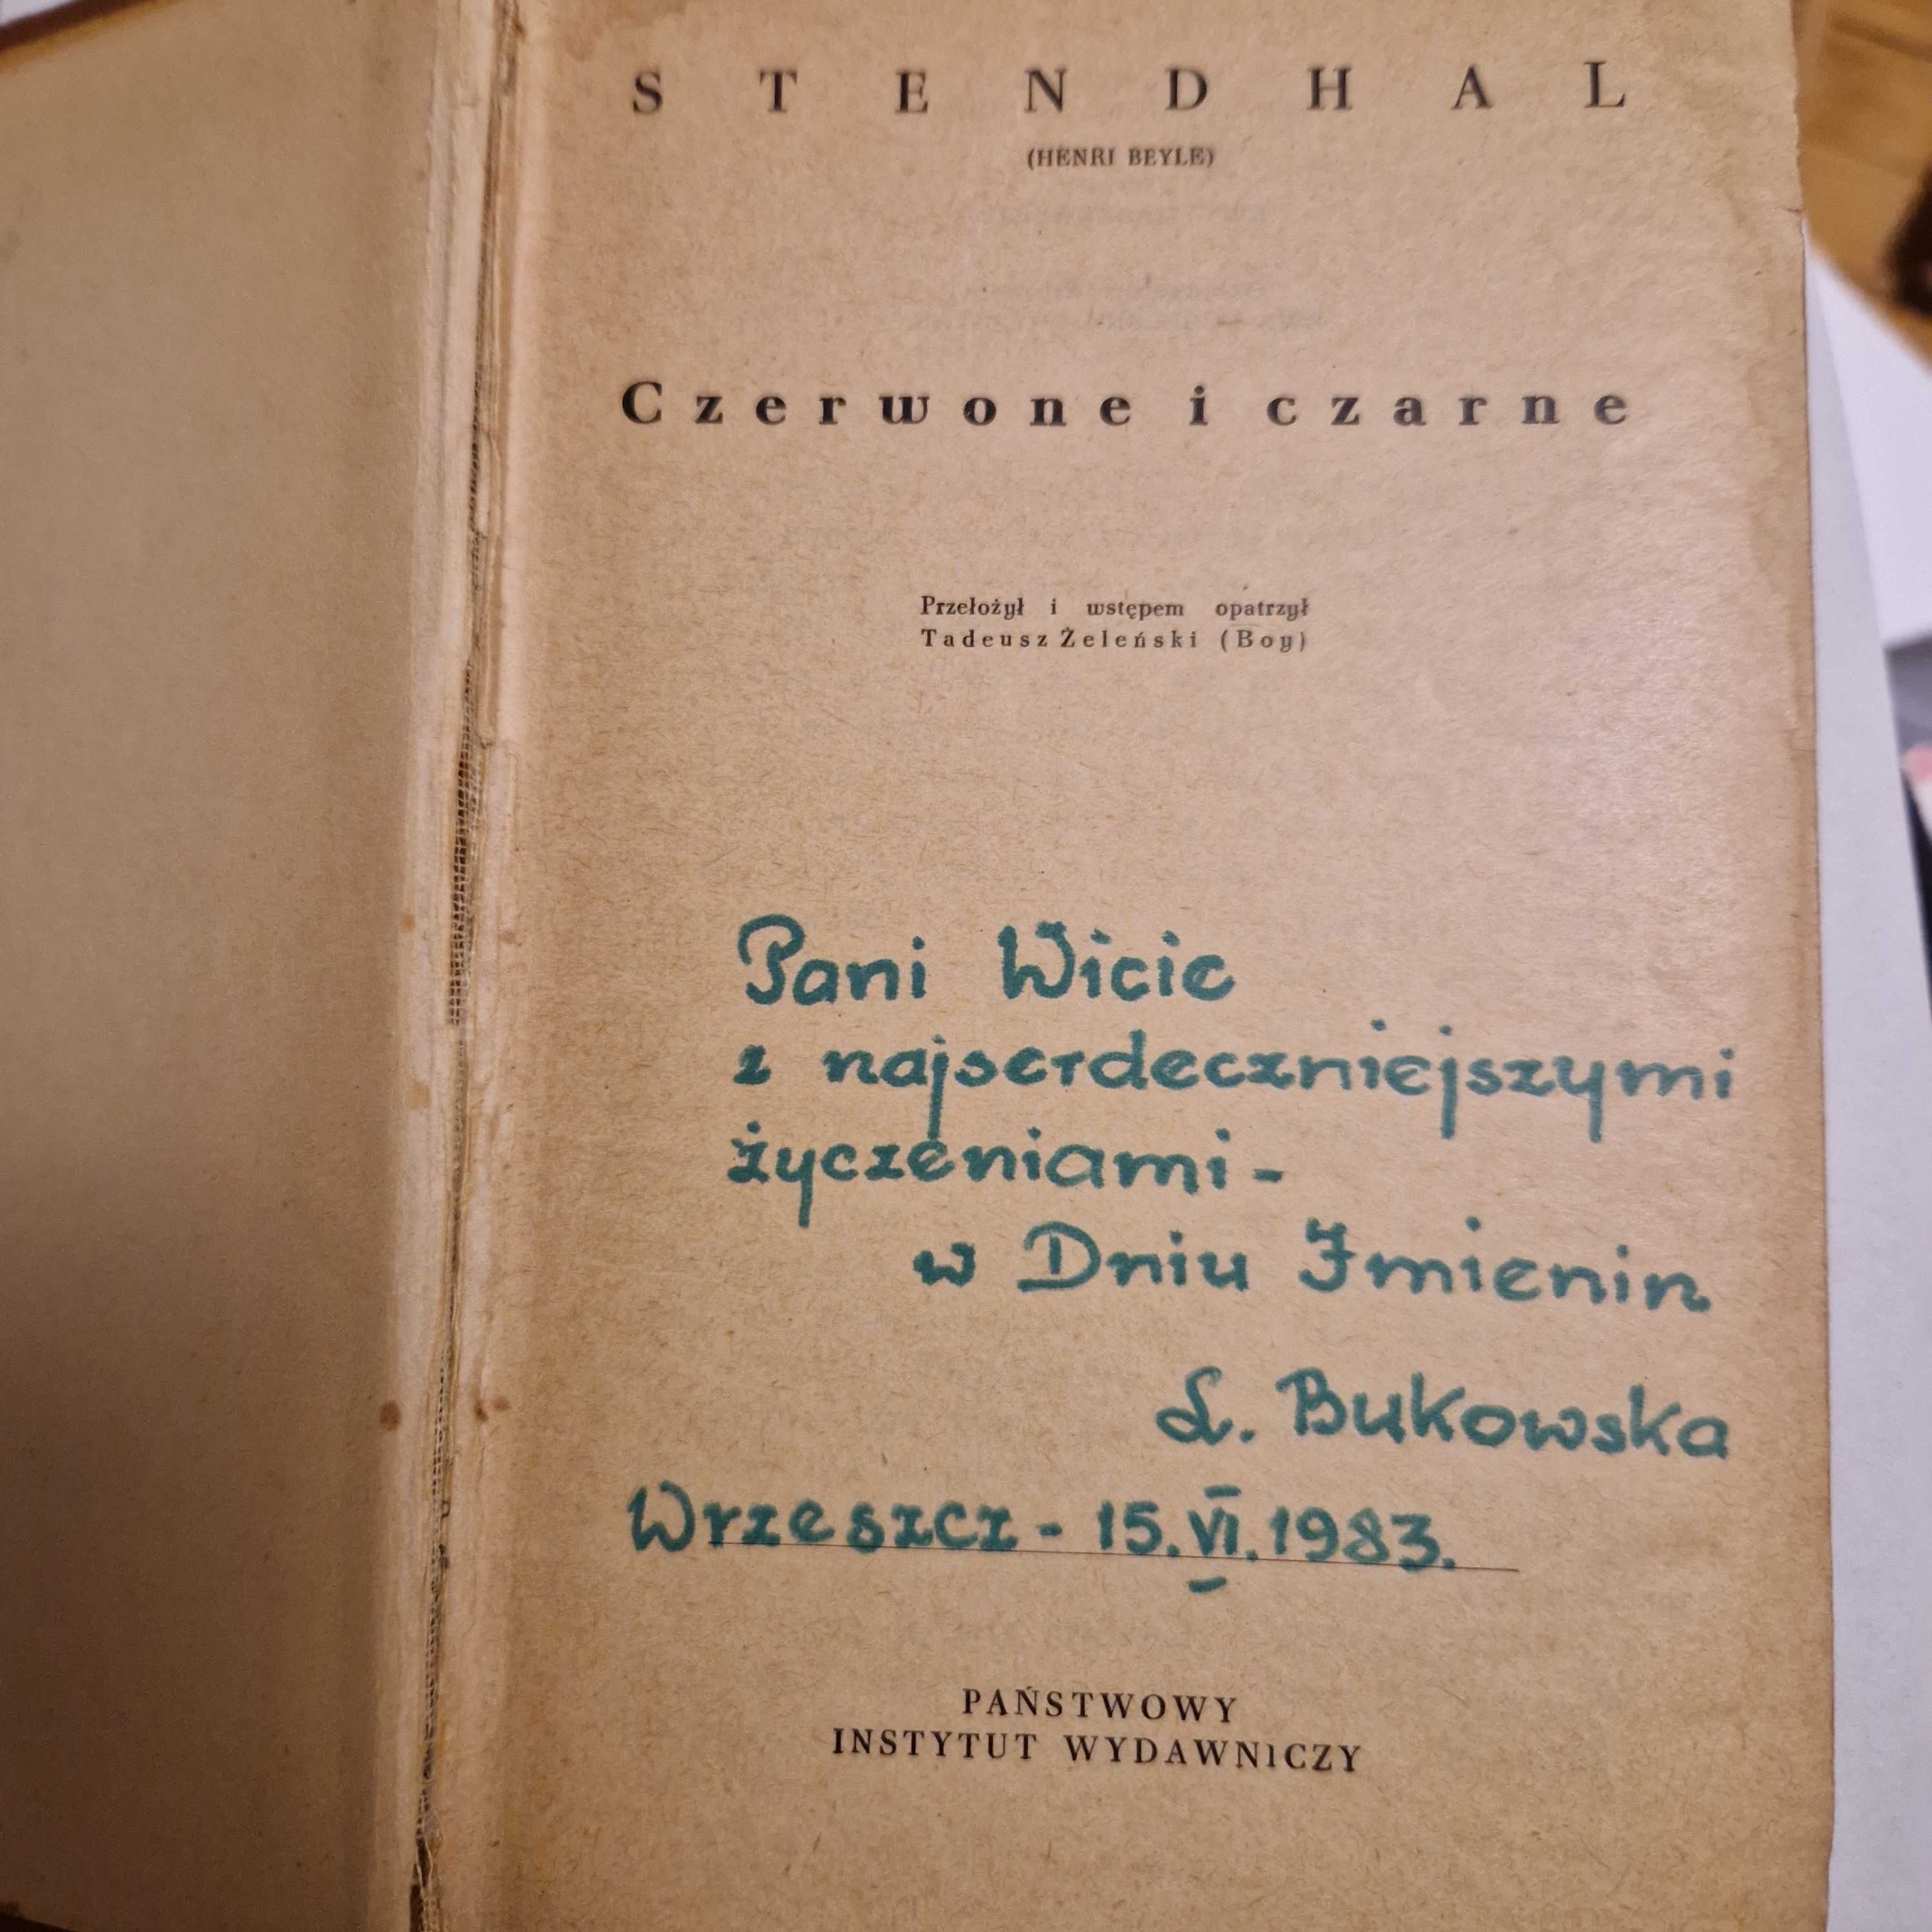 STENDHAL
(HENRI BEYLE)
Czerwone i czarne
Przełożył i wstępem opatrzył
Tadeusz Żeleński (Boy)
Pani Wicie
z najserdeczniejszymi
życzeniami-
w Dniu Imienin
L. Bukowska
Wrzeszcz - 15.VI.1983.
PAŃSTWOWY
INSTYTUT WYDAWNICZY